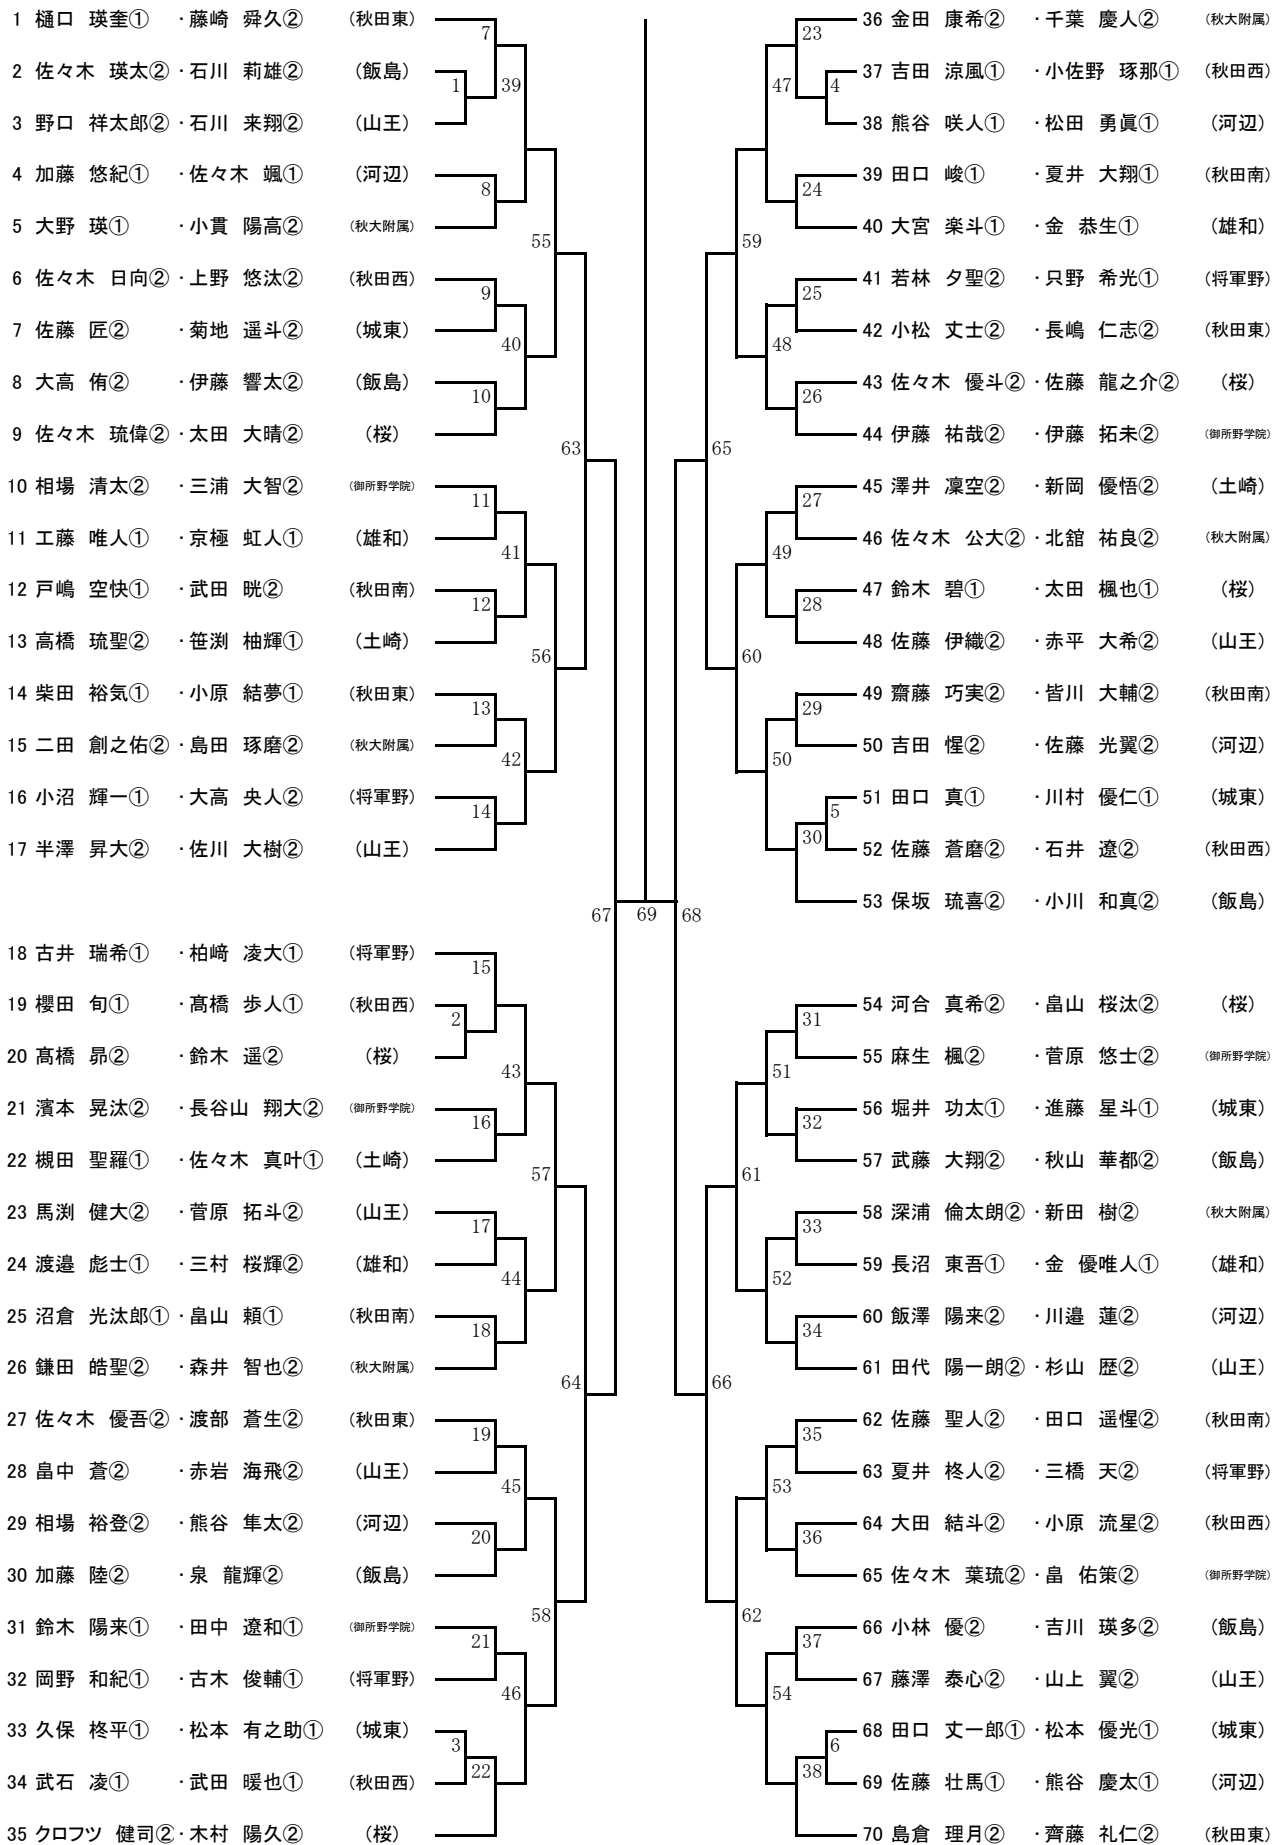 1 樋口 瑛奎① ・藤崎 舜久② (秋田東)
2 佐々木 瑛太② ・石川 莉雄② (飯島)
3 野口 祥太郎② ・石川 来翔② (山王)
4 加藤 悠紀① ・佐々木 颯① (河辺)
5 大野 瑛① ・小貫 陽高② (秋大附属)
6 佐々木 日向② ・上野 悠汰② (秋田西)
7 佐藤 匠② ・菊地 遥斗② (城東)
8 大高 侑② ・伊藤 響太② (飯島)
9 佐々木 琉偉② ・太田 大晴② (桜)
10 相場 清太② ・三浦 大智② (御所野学院)
11 工藤 唯人① ・京極 虹人① (雄和)
12 戸嶋 空快① ・武田 晄② (秋田南)
13 高橋 琉聖② ・笹渕 柚輝① (土崎)
14 柴田 裕気① ・小原 結夢① (秋田東)
15 二田 創之佑② ・島田 琢磨② (秋大附属)
16 小沼 輝一① ・大高 央人② (将軍野)
17 半澤 昇大② ・佐川 大樹② (山王)
18 古井 瑞希① ・柏﨑 凌大① (将軍野)
19 櫻田 旬① ・髙橋 歩人① (秋田西)
20 髙橋 昴② ・鈴木 遥② (桜)
21 濱本 晃汰② ・長谷山 翔大② (御所野学院)
22 槻田 聖羅① ・佐々木 真叶① (土崎)
23 馬渕 健大② ・菅原 拓斗② (山王)
24 渡邉 彪士① ・三村 桜輝② (雄和)
25 沼倉 光太郎① ・畠山 頼① (秋田南)
26 鎌田 皓聖② ・森井 智也② (秋大附属)
27 佐々木 優吾② ・渡部 蒼生② (秋田東)
28 畠中 蒼② ・赤岩 海飛② (山王)
29 相場 裕登② ・熊谷 隼太② (河辺)
30 加藤 陸② ・泉 龍輝② (飯島)
31 鈴木 陽来① ・田中 遼和① (御所野学院)
32 岡野 和紀① ・古木 俊輔① (将軍野)
33 久保 柊平① ・松本 有之助① (城東)
34 武石 凌① ・武田 暖也① (秋田西)
35 クロフツ 健司② ・木村 陽久② (桜)
7
1
39
8
55
9
40
10
63
11
41
12
56
13
42
14
67
69
68
15
2
43
16
57
17
44
18
64
19
45
20
58
21
46
3
22
23
47
4
24
59
25
48
26
65
27
49
28
60
29
50
5
30
31
51
32
61
33
52
34
66
35
53
36
62
37
54
6
38
36 金田 康希② ・千葉 慶人② (秋大附属)
37 吉田 涼風① ・小佐野 琢那① (秋田西)
38 熊谷 咲人① ・松田 勇眞① (河辺)
39 田口 峻① ・夏井 大翔① (秋田南)
40 大宮 楽斗① ・金 恭生① (雄和)
41 若林 夕聖② ・只野 希光① (将軍野)
42 小松 丈士② ・長嶋 仁志② (秋田東)
43 佐々木 優斗② ・佐藤 龍之介② (桜)
44 伊藤 祐哉② ・伊藤 拓未② (御所野学院)
45 澤井 凜空② ・新岡 優悟② (土崎)
46 佐々木 公大② ・北舘 祐良② (秋大附属)
47 鈴木 碧① ・太田 楓也① (桜)
48 佐藤 伊織② ・赤平 大希② (山王)
49 齋藤 巧実② ・皆川 大輔② (秋田南)
50 吉田 惺② ・佐藤 光翼② (河辺)
51 田口 真① ・川村 優仁① (城東)
52 佐藤 蒼磨② ・石井 遼② (秋田西)
53 保坂 琉喜② ・小川 和真② (飯島)
54 河合 真希② ・畠山 桜汰② (桜)
55 麻生 楓② ・菅原 悠士② (御所野学院)
56 堀井 功太① ・進藤 星斗① (城東)
57 武藤 大翔② ・秋山 華都② (飯島)
58 深浦 倫太朗② ・新田 樹② (秋大附属)
59 長沼 東吾① ・金 優唯人① (雄和)
60 飯澤 陽来② ・川邉 蓮② (河辺)
61 田代 陽一朗② ・杉山 歴② (山王)
62 佐藤 聖人② ・田口 遥惺② (秋田南)
63 夏井 柊人② ・三橋 天② (将軍野)
64 大田 結斗② ・小原 流星② (秋田西)
65 佐々木 葉琉② ・畠 佑策② (御所野学院)
66 小林 優② ・吉川 瑛多② (飯島)
67 藤澤 泰心② ・山上 翼② (山王)
68 田口 丈一郎① ・松本 優光① (城東)
69 佐藤 壮馬① ・熊谷 慶太① (河辺)
70 島倉 理月② ・齊藤 礼仁② (秋田東)